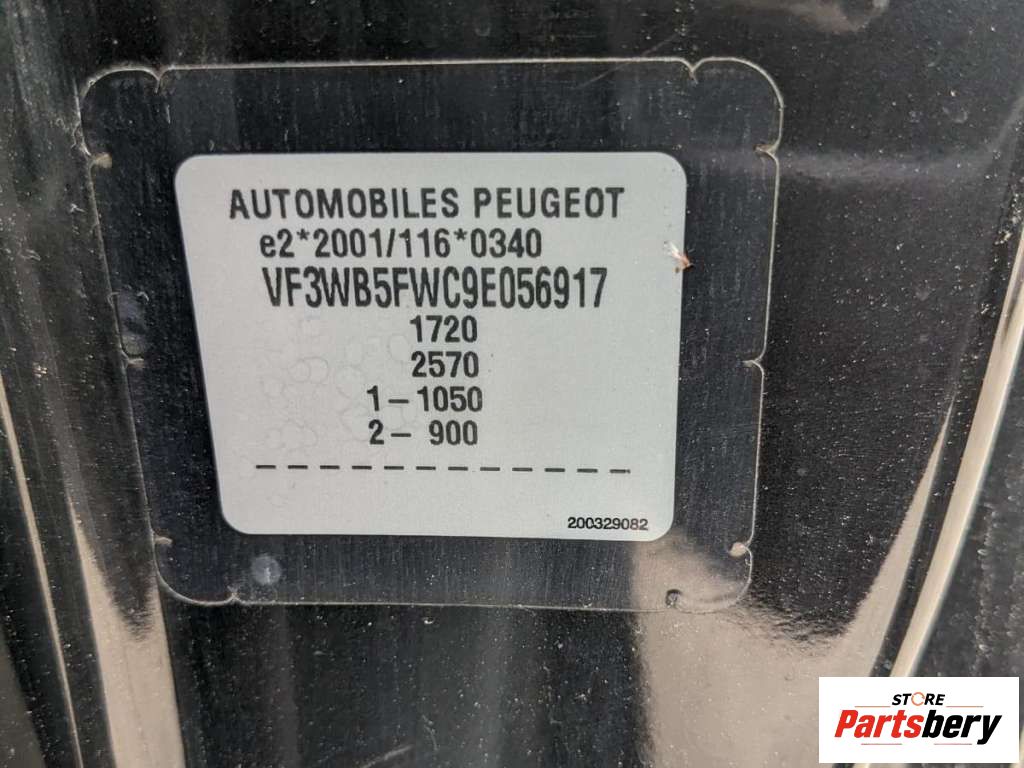 AUTOMOBILES PEUGEOT
e2*2001/116*0340
VF3WB5FWC9E056917
1720
2570
1-1050
2- 900
200329082
STORE
Partsbery